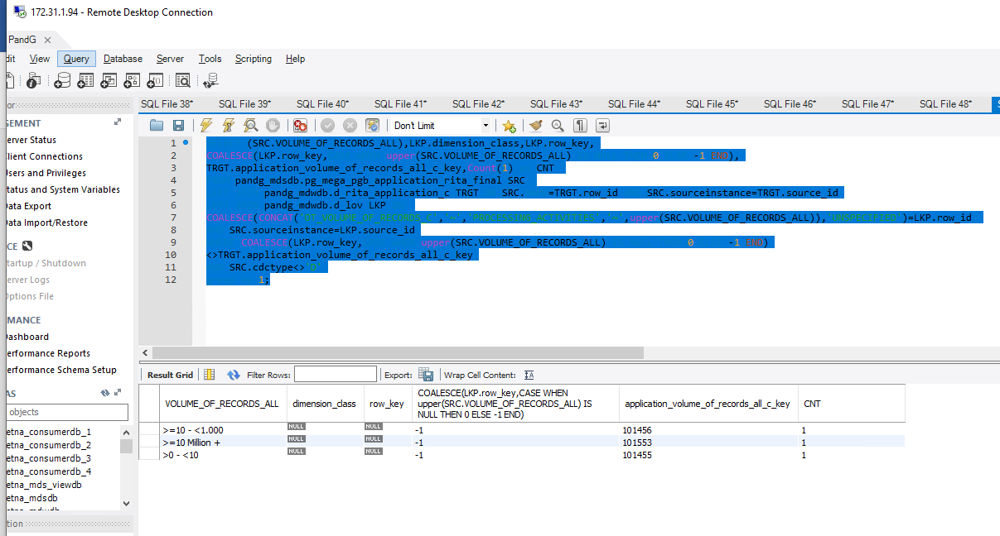 172.31.1.94 - Remote Desktop Connection
PandG
dit View Query Database Server Tools Scripting Help
SQL File 38* SQL File 39* SQL File 40* SQL File 41* SQL File 42* SQL File 43* SQL File 44* SQL File 45* SQL File 46* SQL File 47* SQL File 48*
GEMENT
erver Status
lient Connections
sers and Privileges
tatus and System Variables
ata Export
ata Import/Restore
CE
tartup / Shutdown
erver Logs
ptions File
MANCE
ashboard
erformance Reports
erformance Schema Setup
AS
objects
etna_consumerdb_1
etna_consumerdb_2
etna_consumerdb_3
etna_consumerdb_4
etna_mds_viewdb
etna_mdsdb
tion
Don't Limit
1 (SRC.VOLUME_OF_RECORDS_ALL),LKP.dimension_class,LKP.row_key,
2 COALESCE(LKP.row_key, upper(SRC.VOLUME_OF_RECORDS_ALL) 0 -1 END),
3 TRGT.application_volume_of_records_all_c_key,Count(1) CNT
4 pandg_mdsdb.pg_mega_pgb_application_rita_final SRC
5 pandg_mdwdb.d_rita_application_c TRGT SRC. =TRGT.row_id SRC.sourceinstance=TRGT.source_id
6 pandg_mdwdb.d_lov LKP
7 COALESCE(CONCAT( upper(SRC.VOLUME_OF_RECORDS_ALL)),'UNSPECIFIED')=LKP.row_id
8 SRC.sourceinstance=LKP.source_id
9 COALESCE(LKP.row_key, upper(SRC.VOLUME_OF_RECORDS_ALL) 0 -1 END)
10 <>TRGT.application_volume_of_records_all_c_key
11 SRC.cdctype<>
12 1;
Result Grid Filter Rows: Export: Wrap Cell Content:
VOLUME_OF_RECORDS_ALL dimension_class row_key COALESCE(LKP.row_key,CASE WHEN upper(SRC.VOLUME_OF_RECORDS_ALL) IS NULL THEN 0 ELSE -1 END) application_volume_of_records_all_c_key CNT
>=10 - <1.000 NULL NULL -1 101456 1
>=10 Million + NULL NULL -1 101553 1
>0 - <10 NULL NULL -1 101455 1